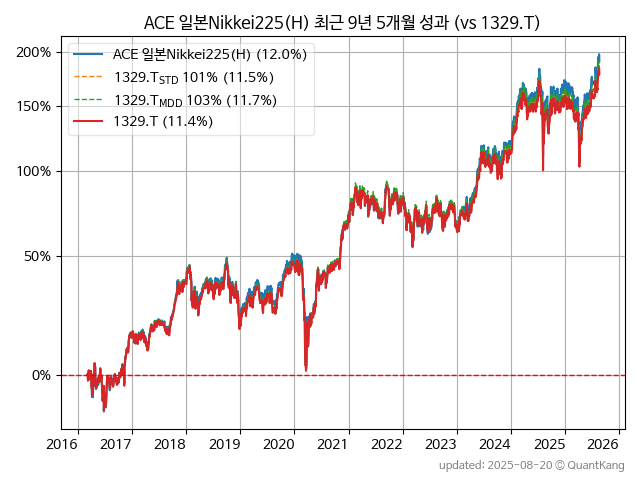 ACE 일본Nikkei225(H) 최근 9년 5개월 성과 (vs 1329.T)
ACE 일본Nikkei225(H) (12.0%)
1329.T_STD 101% (11.5%)
1329.T_MDD 103% (11.7%)
1329.T (11.4%)
200%
150%
100%
50%
0%
2016 2017 2018 2019 2020 2021 2022 2023 2024 2025 2026
updated: 2025-08-20 © QuantKang